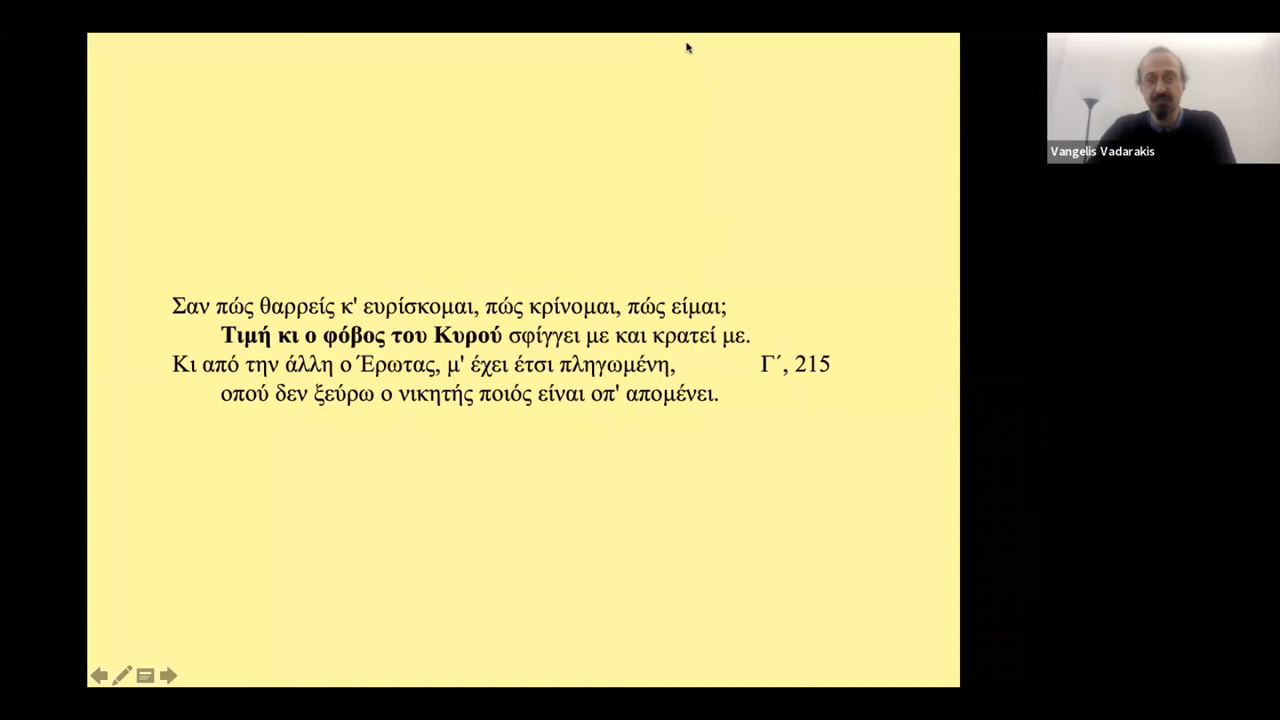 Σαν πώς θαρρείς κ' ευρίσκομαι, πώς κρίνομαι, πώς είμαι;
Τιμή κι ο φόβος του Κυρού σφίγγει με και κρατεί με.
Κι από την άλλη ο Έρωτας, μ' έχει έτσι πληγωμένη, Γ΄, 215
οπού δεν ξεύρω ο νικητής ποιός είναι οπ' απομένει.
Vangelis Vadarakis